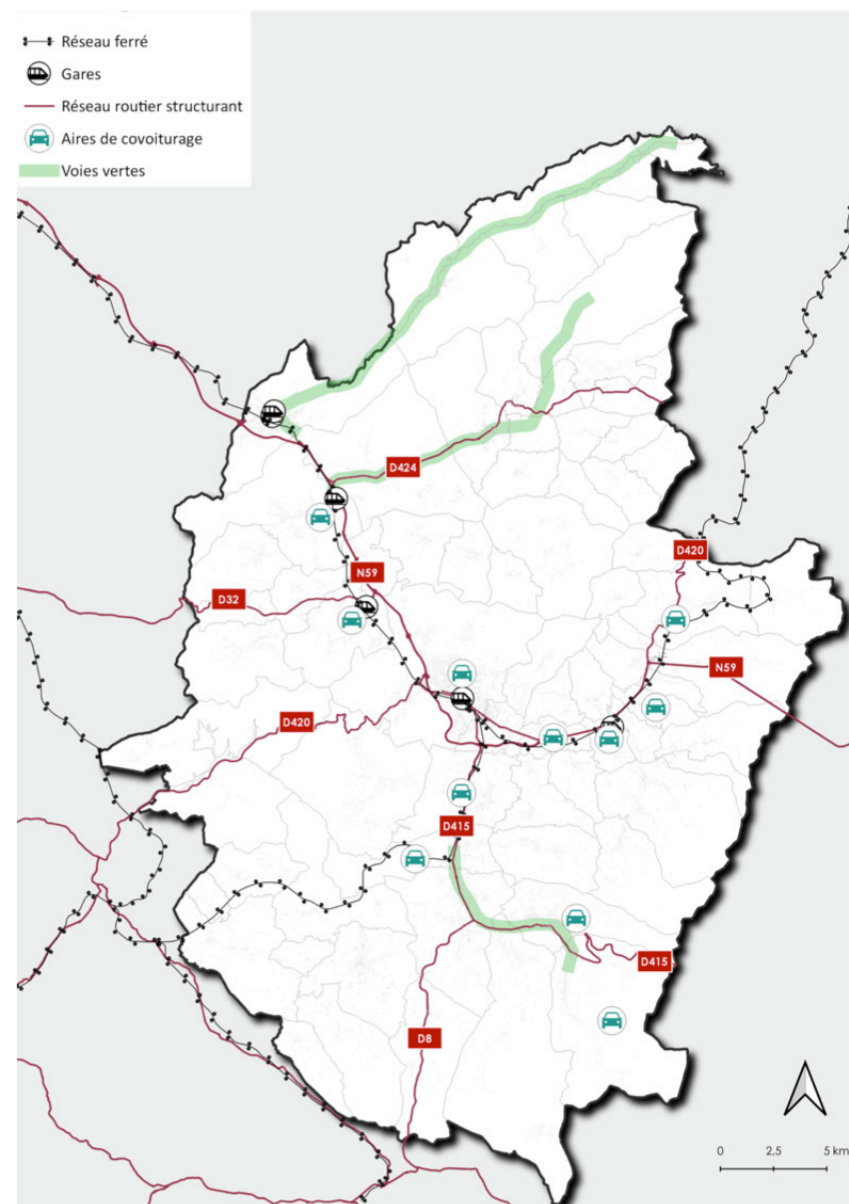 Réseau ferré
Gares
Réseau routier structurant
Aires de covoiturage
Voies vertes
D424
D420
N59
D32
N59
D420
D415
D415
D8
0 2,5 5 km